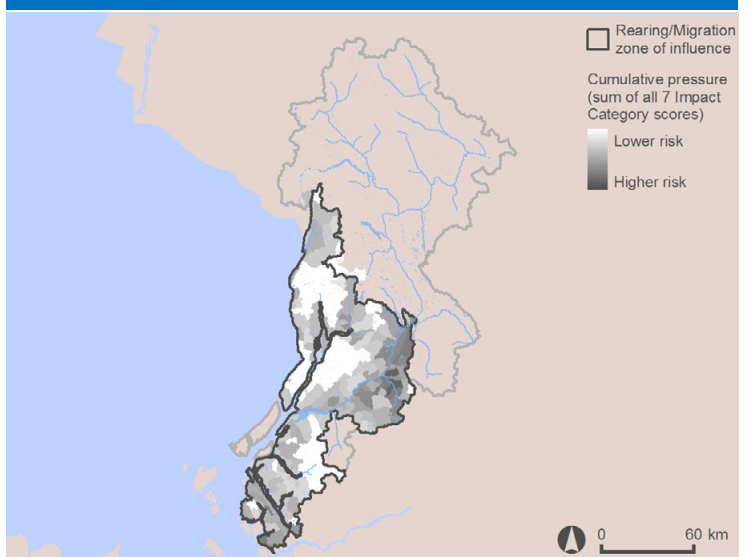 Rearing/Migration
zone of influence
Cumulative pressure
(sum of all 7 Impact
Category scores)
Lower risk
Higher risk
0 60 km